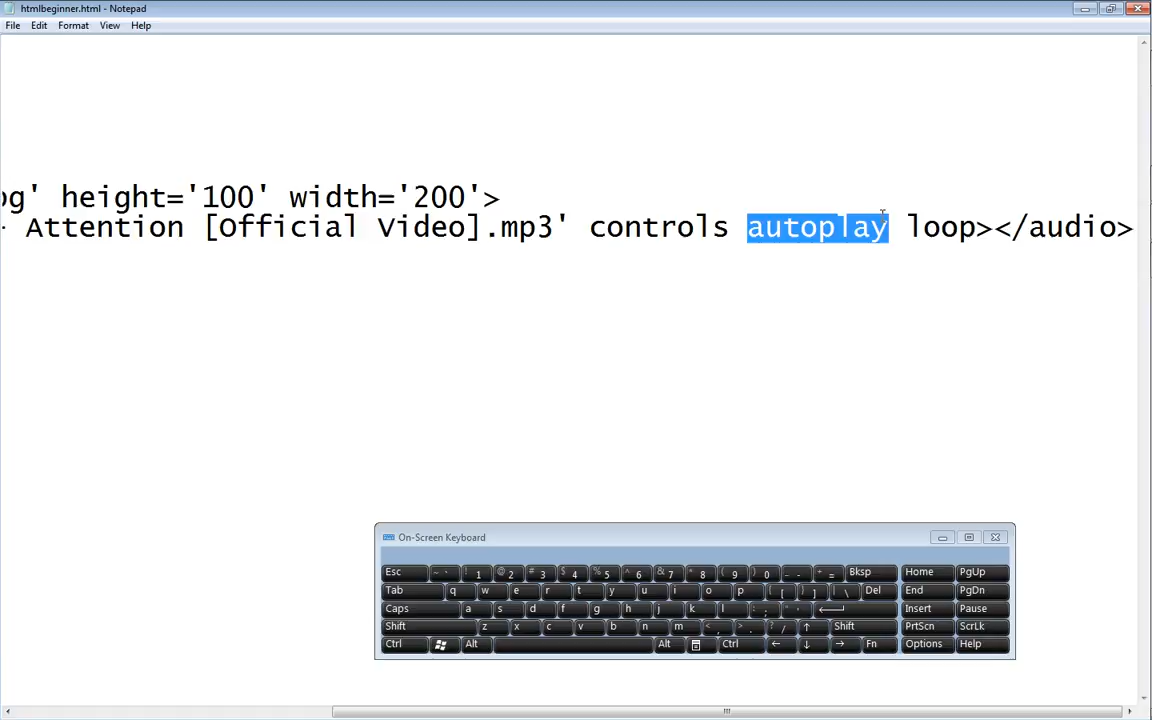 htmlbeginner.html - Notepad
File Edit Format View Help
og' height='100' width='200'>
- Attention [Official Video].mp3' controls autoplay loop></audio>
On-Screen Keyboard
Esc ~ ` ! 1 @ 2 # 3 $ 4 % 5 ^ 6 & 7 * 8 ( 9 ) 0 _ - + = Bksp Home PgUp
Tab q w e r t y u i o p { [ } ] | \ Del End PgDn
Caps a s d f g h j k l : ; " ' Insert Pause
Shift z x c v b n m < , > . ? / ↑ Shift PrtScn ScrLk
Ctrl Alt Alt Ctrl ← ↓ → Fn Options Help